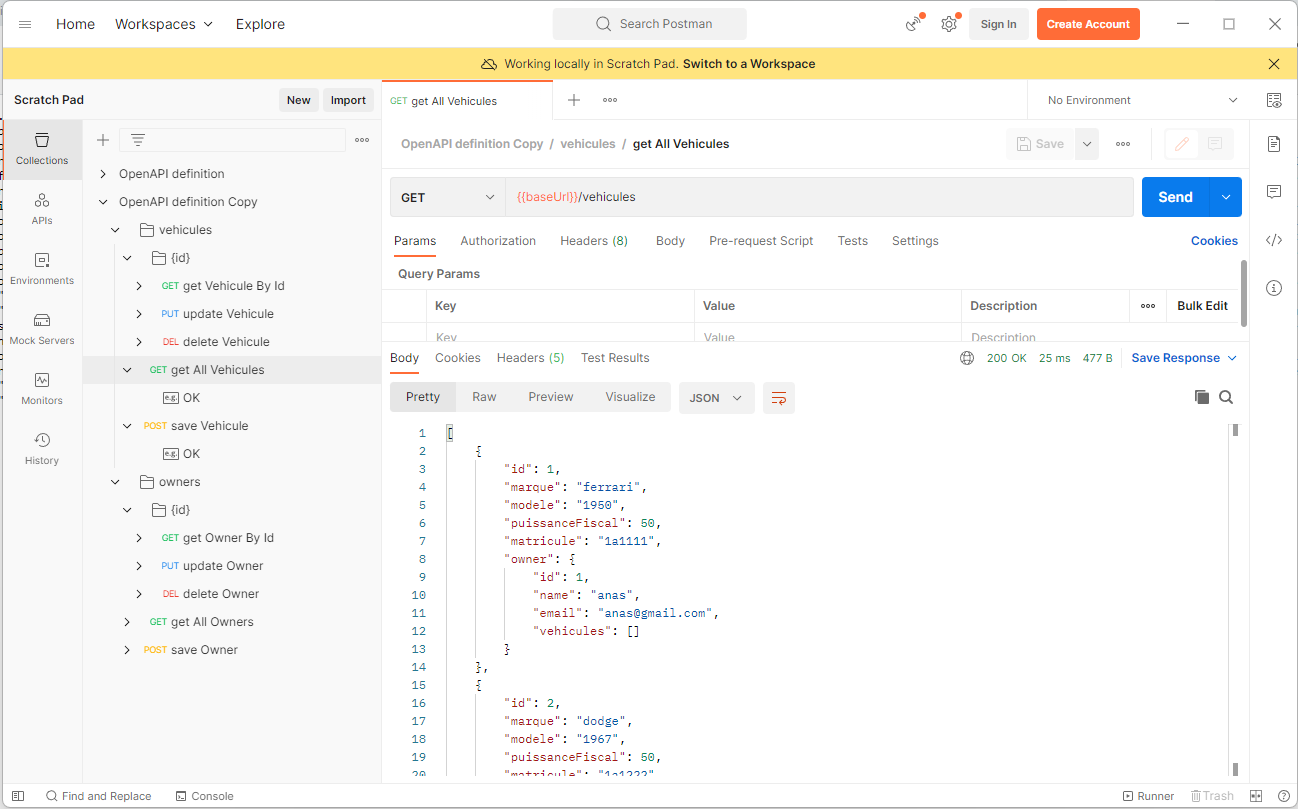 Home Workspaces Explore Search Postman Sign In Create Account
Working locally in Scratch Pad. Switch to a Workspace
Scratch Pad New Import
Collections
APIs
Environments
Mock Servers
Monitors
History
OpenAPI definition
OpenAPI definition Copy
vehicules
{id}
GET get Vehicule By Id
PUT update Vehicule
DEL delete Vehicule
GET get All Vehicules
e.g. OK
POST save Vehicule
e.g. OK
owners
{id}
GET get Owner By Id
PUT update Owner
DEL delete Owner
GET get All Owners
POST save Owner
GET get All Vehicules No Environment
OpenAPI definition Copy / vehicules / get All Vehicules Save
GET {{baseUrl}}/vehicules Send
Params Authorization Headers (8) Body Pre-request Script Tests Settings Cookies
Query Params
Key Value Description Bulk Edit
Key Value Description
Body Cookies Headers (5) Test Results 200 OK 25 ms 477 B Save Response
Pretty Raw Preview Visualize JSON
1 [
2 {
3 "id": 1,
4 "marque": "ferrari",
5 "modele": "1950",
6 "puissanceFiscal": 50,
7 "matricule": "1a1111",
8 "owner": {
9 "id": 1,
10 "name": "anas",
11 "email": "anas@gmail.com",
12 "vehicules": []
13 }
14 },
15 {
16 "id": 2,
17 "marque": "dodge",
18 "modele": "1967",
19 "puissanceFiscal": 50,
20 "matricule": "1a1222"
Find and Replace Console Runner Trash